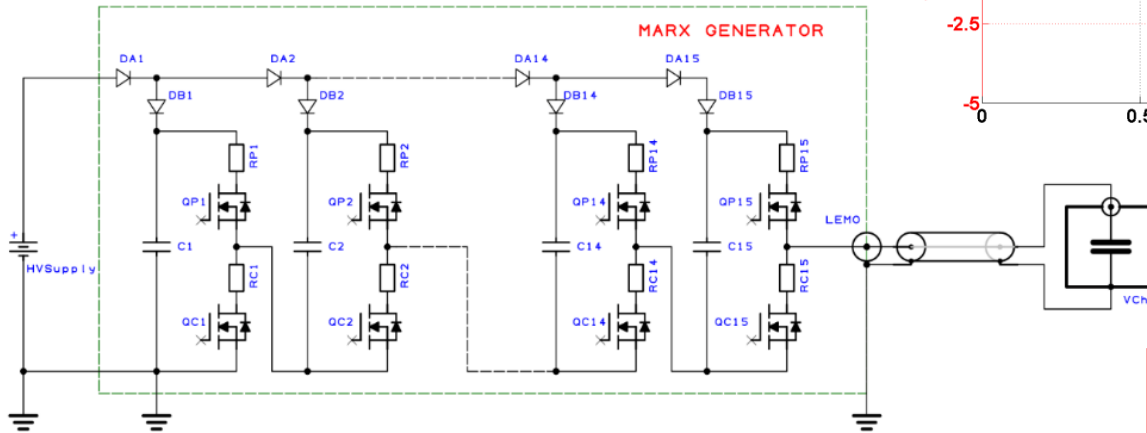 -2.5
MARX GENERATOR
DA1
DA2
DA14
DA15
DB1
DB2
DB14
DB15
-5
0
0.5
RP1
RP2
RP14
RP15
QP1
QP2
QP14
QP15
LEMO
+
HVSupply
C1
C2
C14
C15
RC1
RC2
RC14
RC15
VCh
QC1
QC2
QC14
QC15